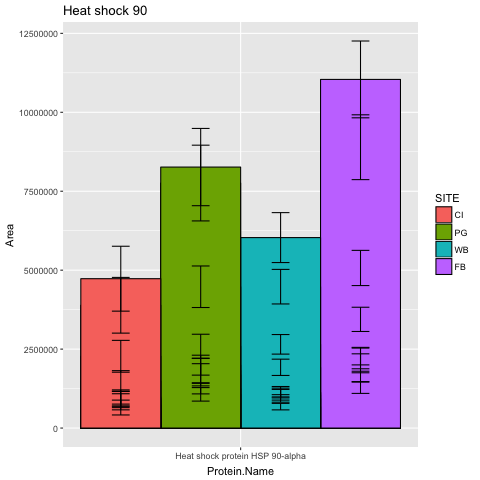 Heat shock 90
12500000
10000000
7500000
5000000
2500000
0
Area
Heat shock protein HSP 90-alpha
Protein.Name
SITE
CI
PG
WB
FB